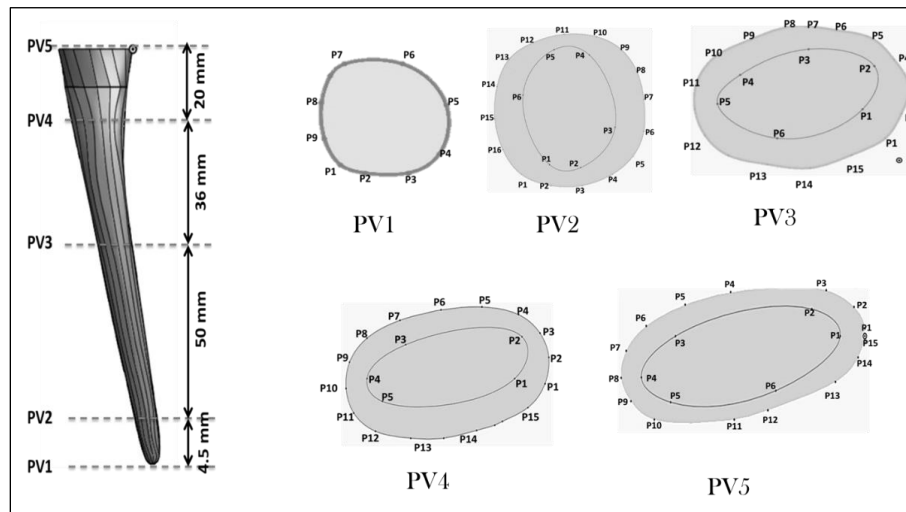 PV5
20 mm
PV4
36 mm
PV3
50 mm
PV2
4.5 mm
PV1
P7 P6
P8 P5
P9 P4
P1 P2 P3
PV1
P11 P10
P12 P9
P13 P5 P4 P8
P14 P6 P7
P15 P3 P6
P16 P1 P2 P5
P1 P2 P3 P4
PV2
P8 P7 P6
P9 P5
P10 P3 P2 P4
P11 P4
P5 P1
P12 P6 P1
P13 P14 P15
PV3
P6 P5
P7 P4
P8 P3 P2 P3
P9 P2
P10 P4 P1 P1
P11 P5 P15
P12 P13 P14
PV4
P4 P3
P5 P2
P6 P2 P1
P7 P3 P1 P15
P8 P4 P14
P9 P5 P6 P13
P10 P11 P12
PV5